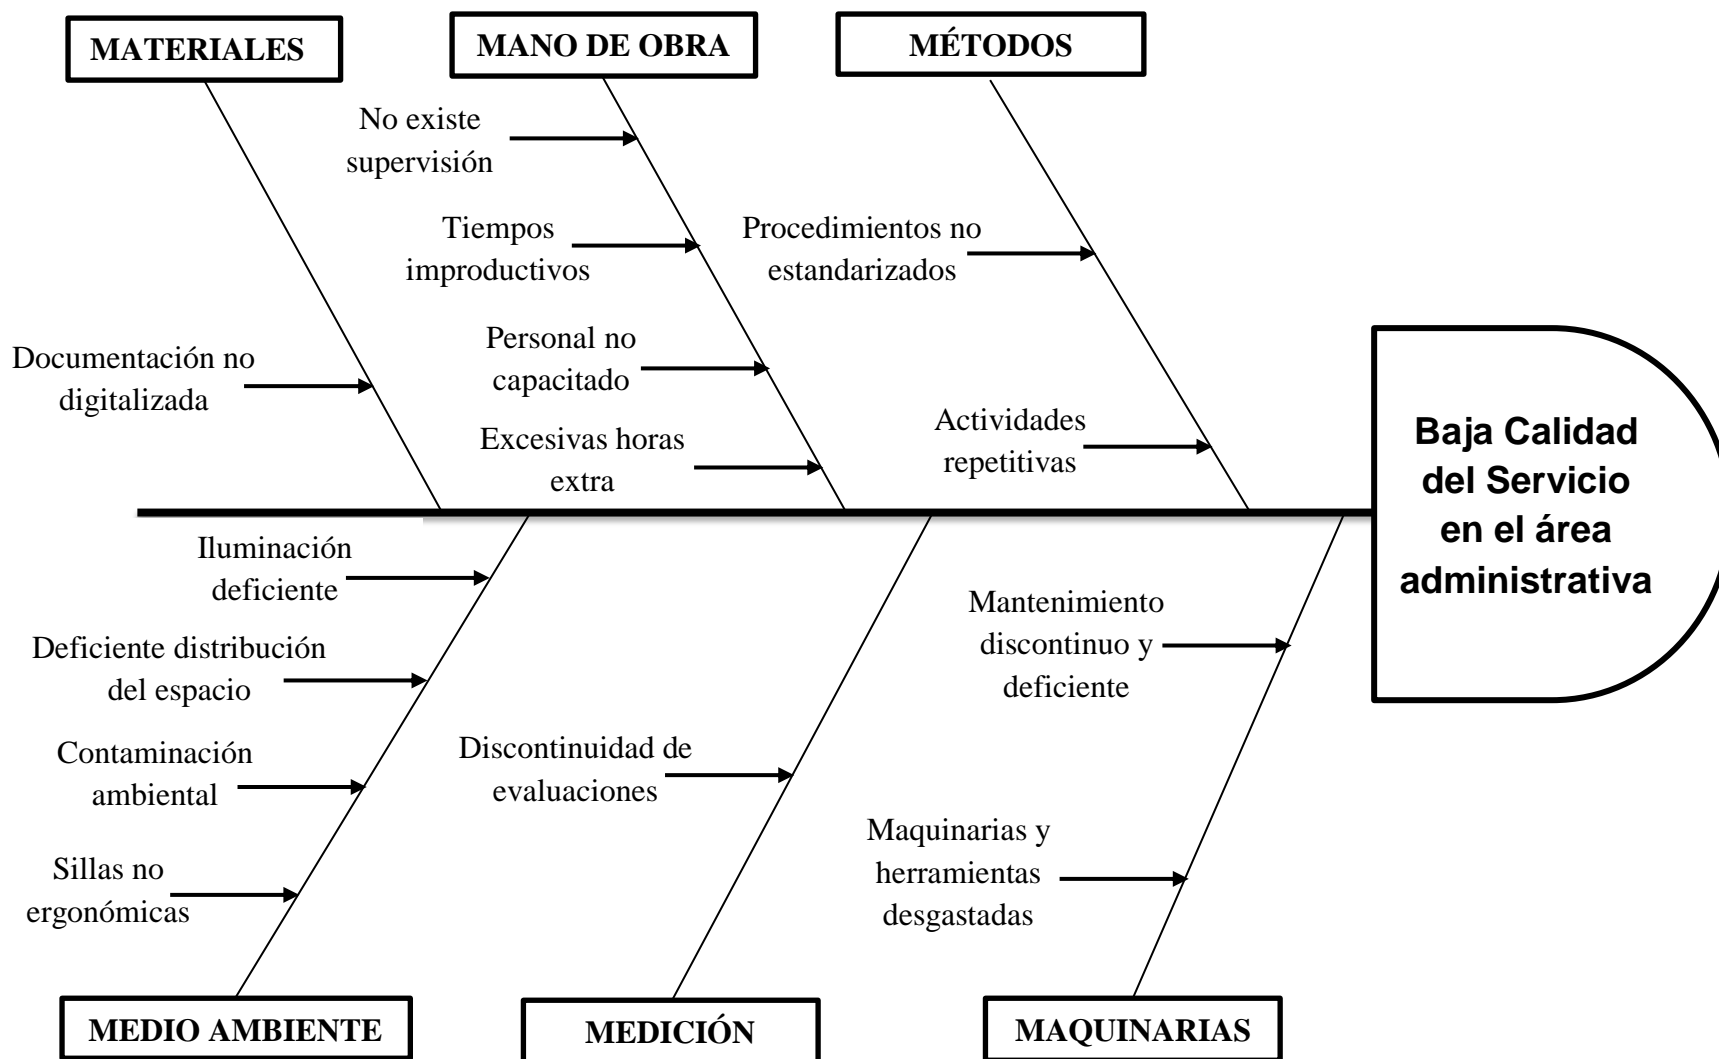 MATERIALES
MANO DE OBRA
MÉTODOS
No existe
supervisión
Tiempos
improductivos
Procedimientos no
estandarizados
Documentación no
digitalizada
Personal no
capacitado
Excesivas horas
extra
Actividades
repetitivas
Baja Calidad
del Servicio
en el área
administrativa
Iluminación
deficiente
Deficiente distribución
del espacio
Contaminación
ambiental
Sillas no
ergonómicas
Discontinuidad de
evaluaciones
Mantenimiento
discontinuo y
deficiente
Maquinarias y
herramientas
desgastadas
MEDIO AMBIENTE
MEDICIÓN
MAQUINARIAS